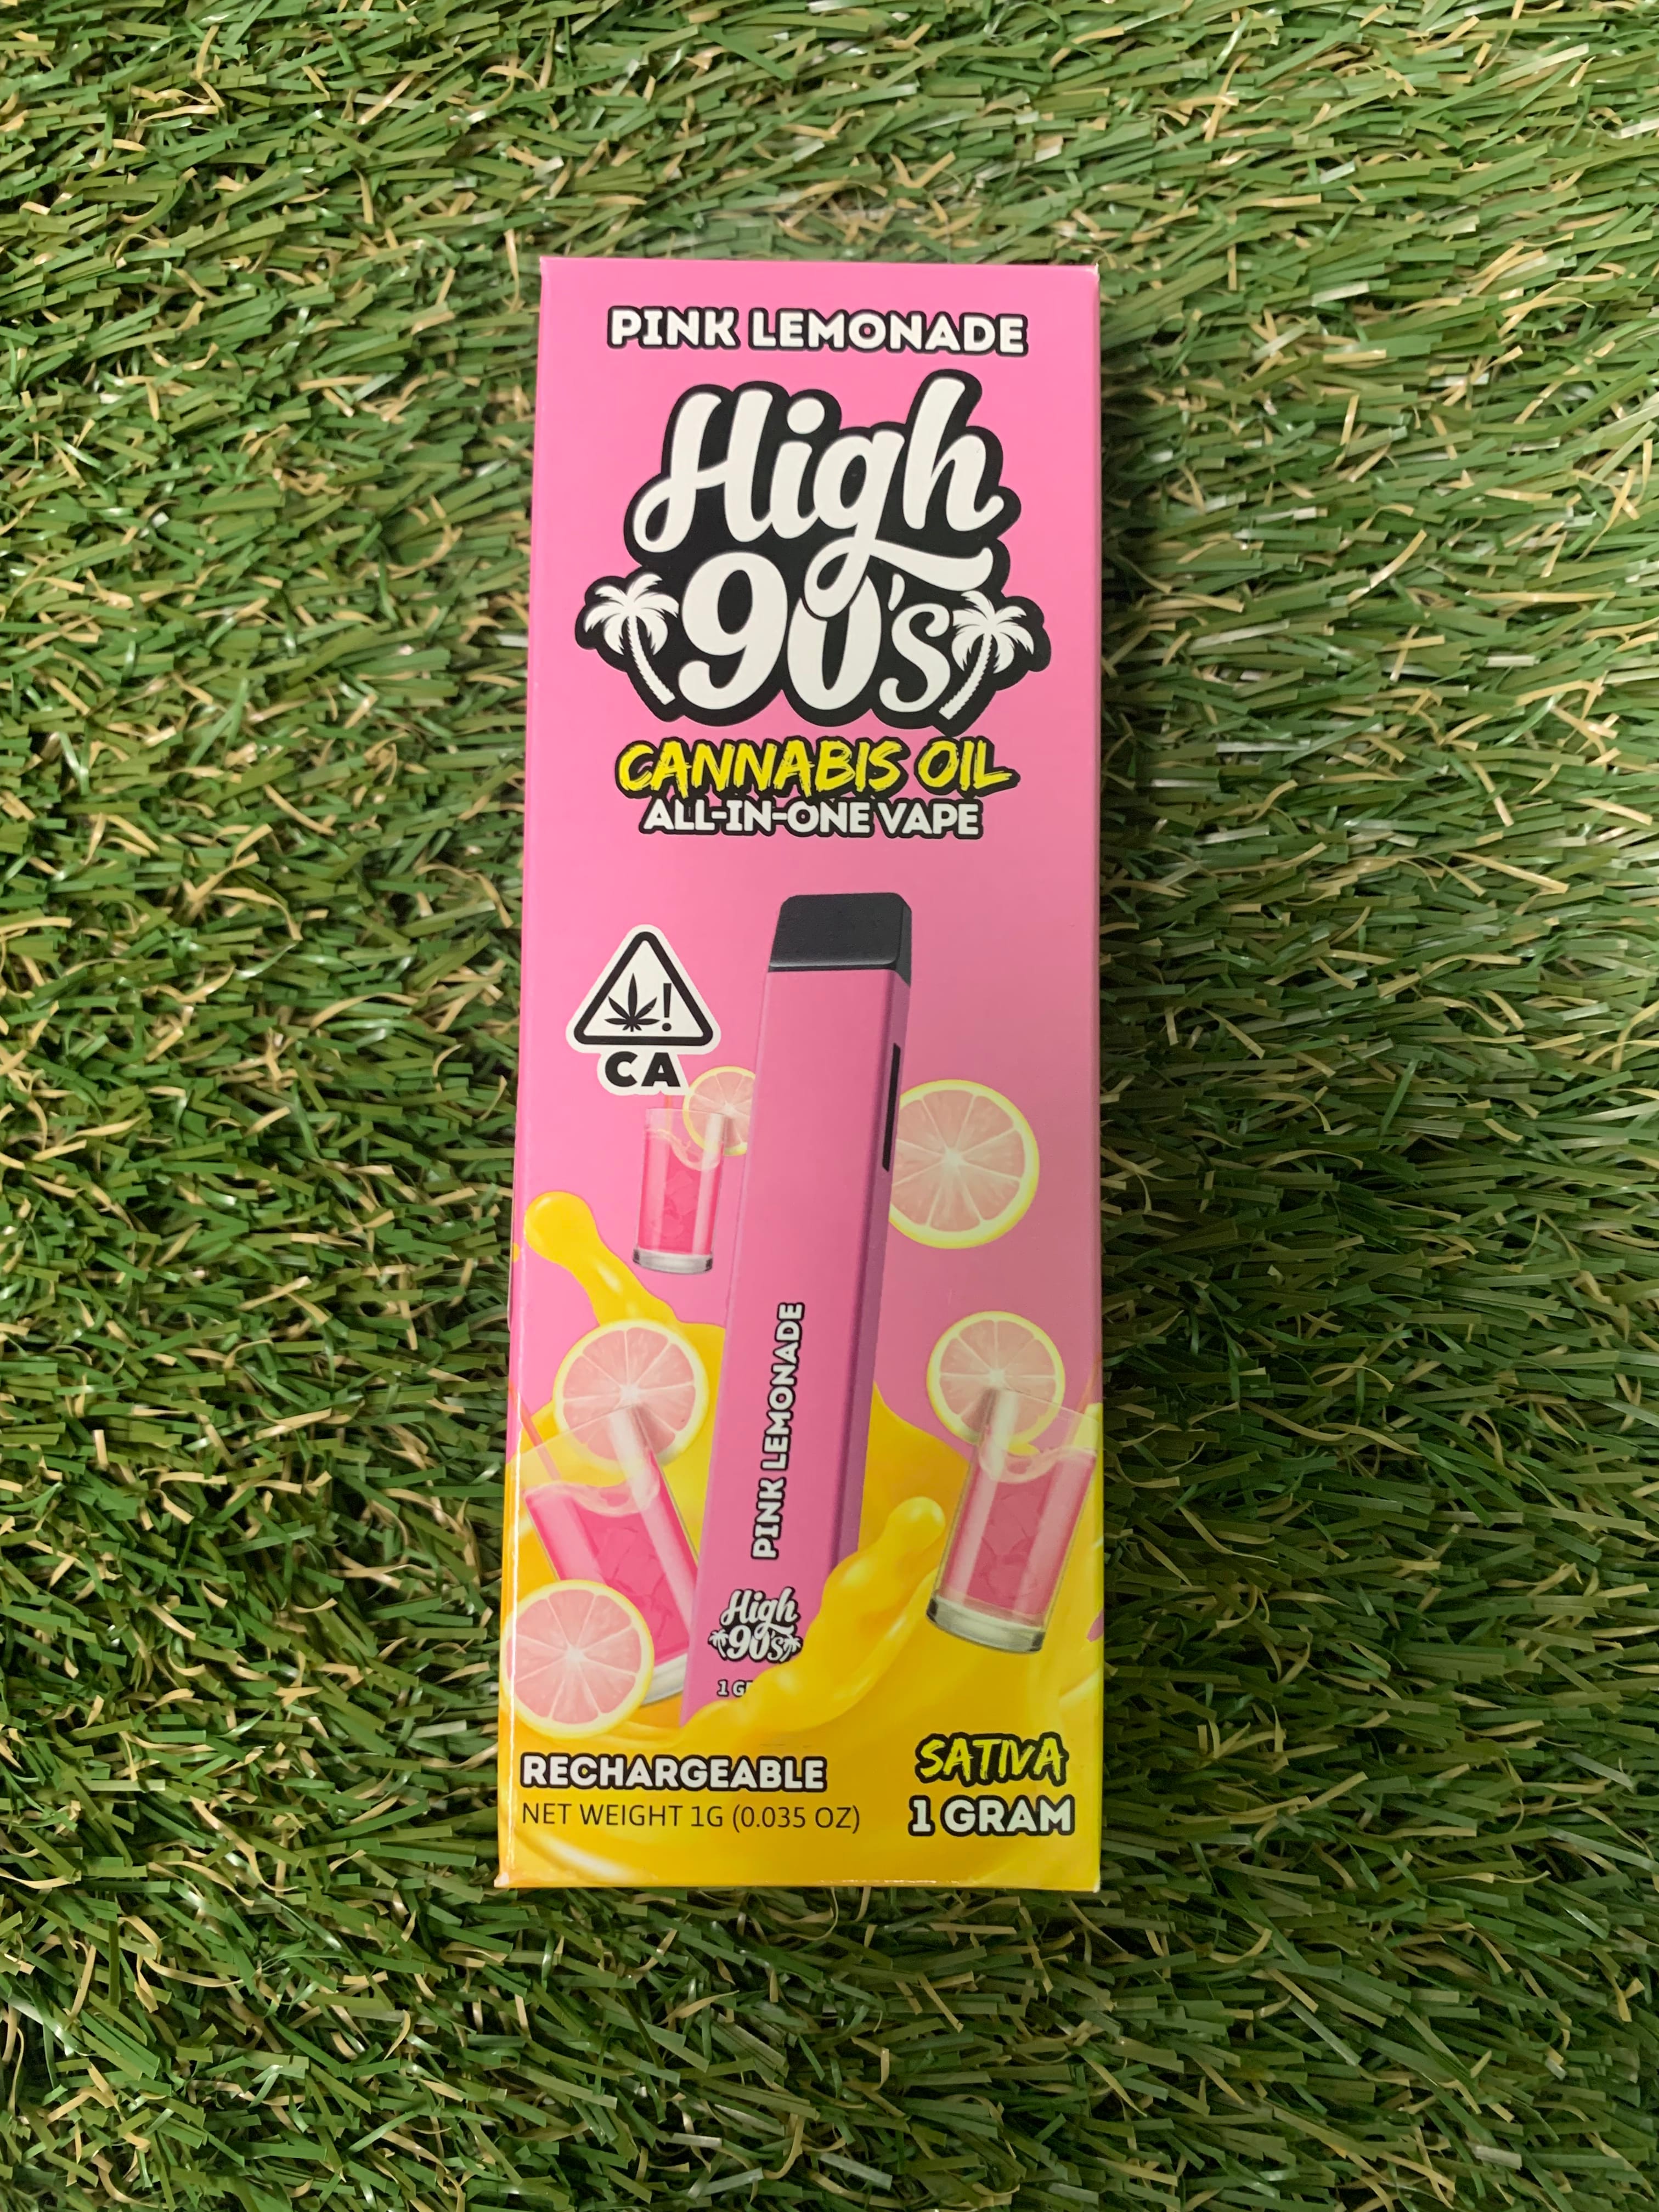 PINK LEMONADE
High
90's
CANNABIS OIL
ALL-IN-ONE VAPE
!
CA
PINK LEMONADE
High
90's
1 G
RECHARGEABLE
NET WEIGHT 1G (0.035 OZ)
SATIVA
1 GRAM